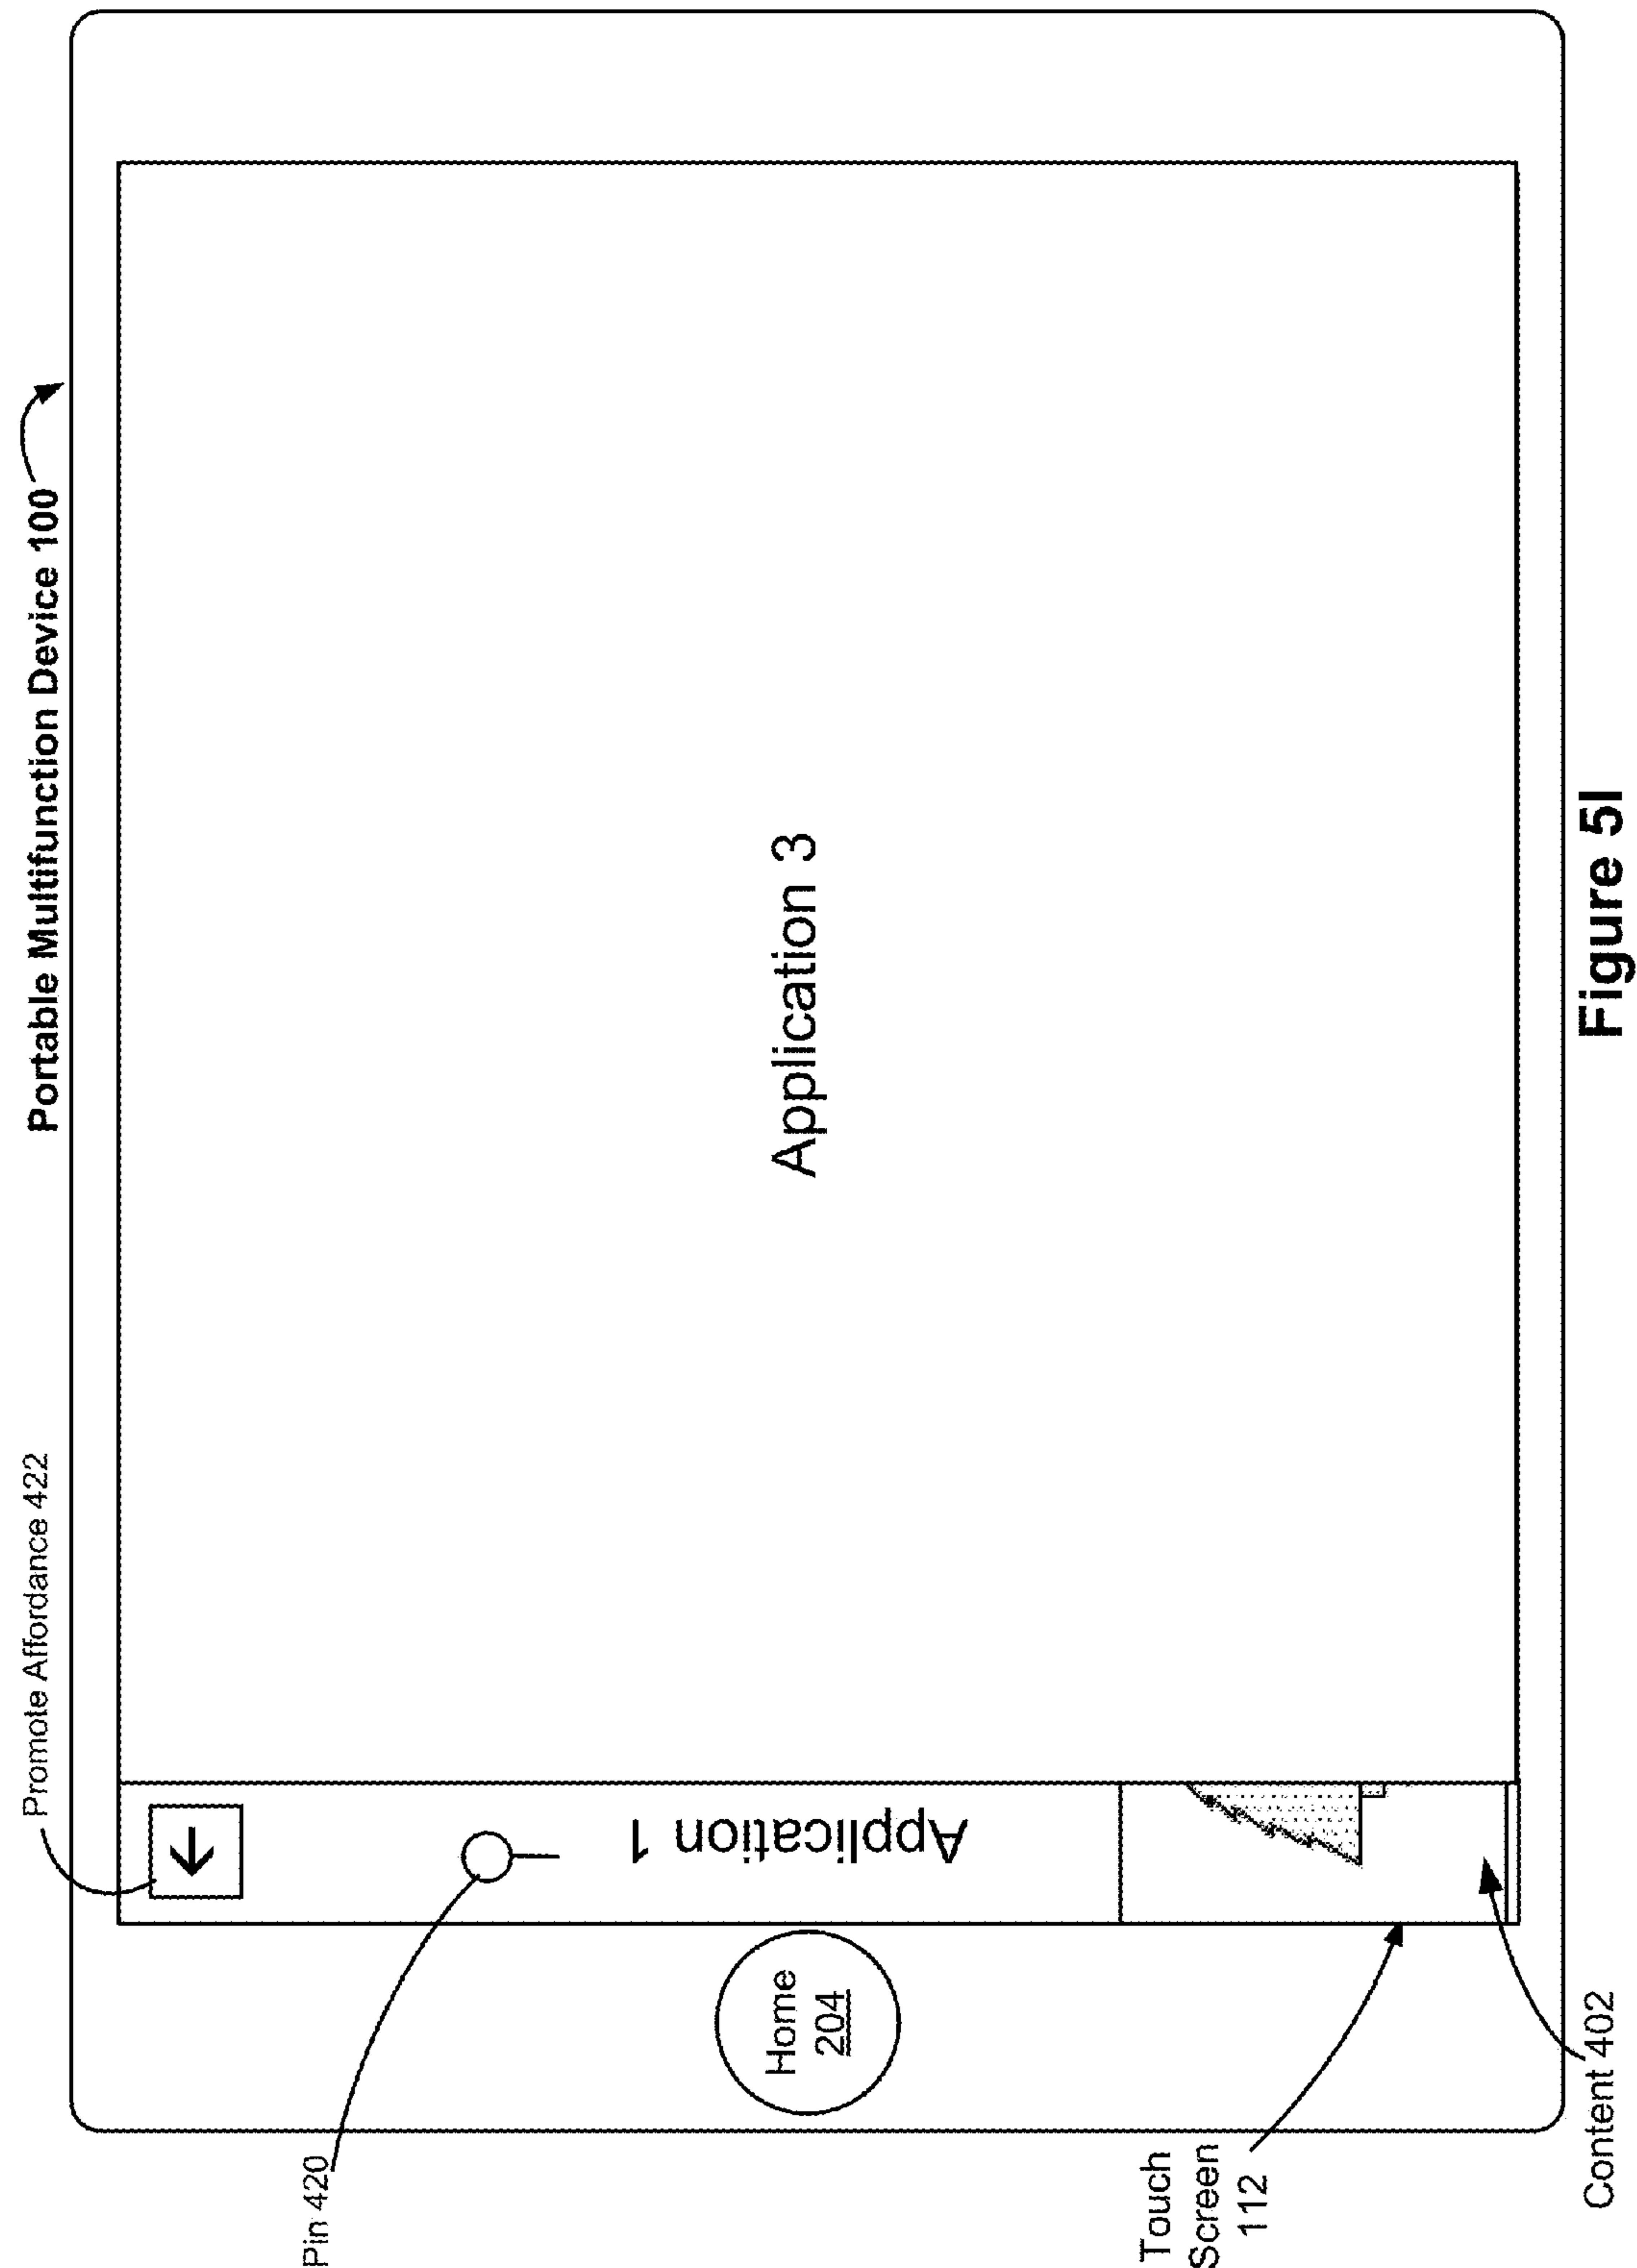 Portable Multifunction Device 100
Promote Affordance 422
Pin 420
Application 1
Application 3
Home
204
Touch
Screen
112
Content 402
Figure 5I